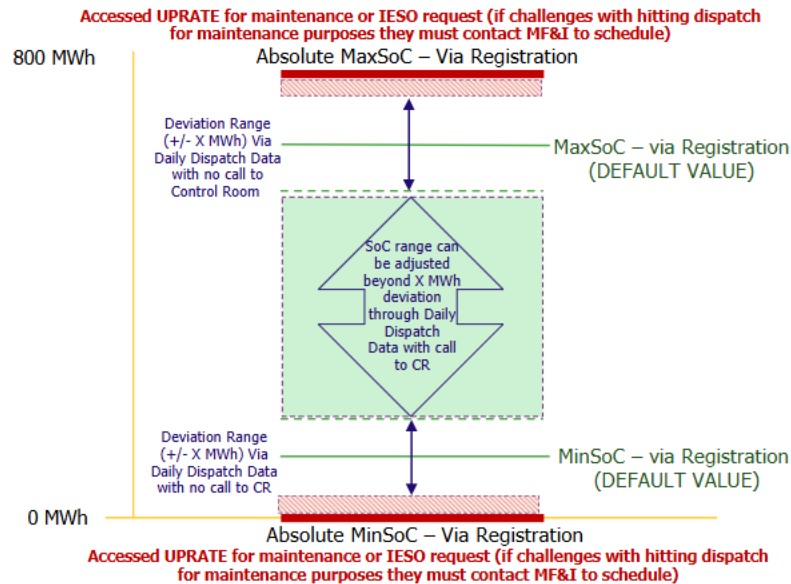 Accessed UPRATE for maintenance or IESO request (if challenges with hitting dispatch
for maintenance purposes they must contact MF&I to schedule)
800 MWh
Absolute MaxSoC – Via Registration
Deviation Range
(+/- X MWh) Via
Daily Dispatch Data
with no call to
Control Room
MaxSoC – via Registration
(DEFAULT VALUE)
SoC range can
be adjusted
beyond X MWh
deviation
through Daily
Dispatch
Data with call
to CR
Deviation Range
(+/- X MWh) Via
Daily Dispatch Data
with no call to CR
MinSoC – via Registration
(DEFAULT VALUE)
0 MWh
Absolute MinSoC – Via Registration
Accessed UPRATE for maintenance or IESO request (if challenges with hitting dispatch
for maintenance purposes they must contact MF&I to schedule)